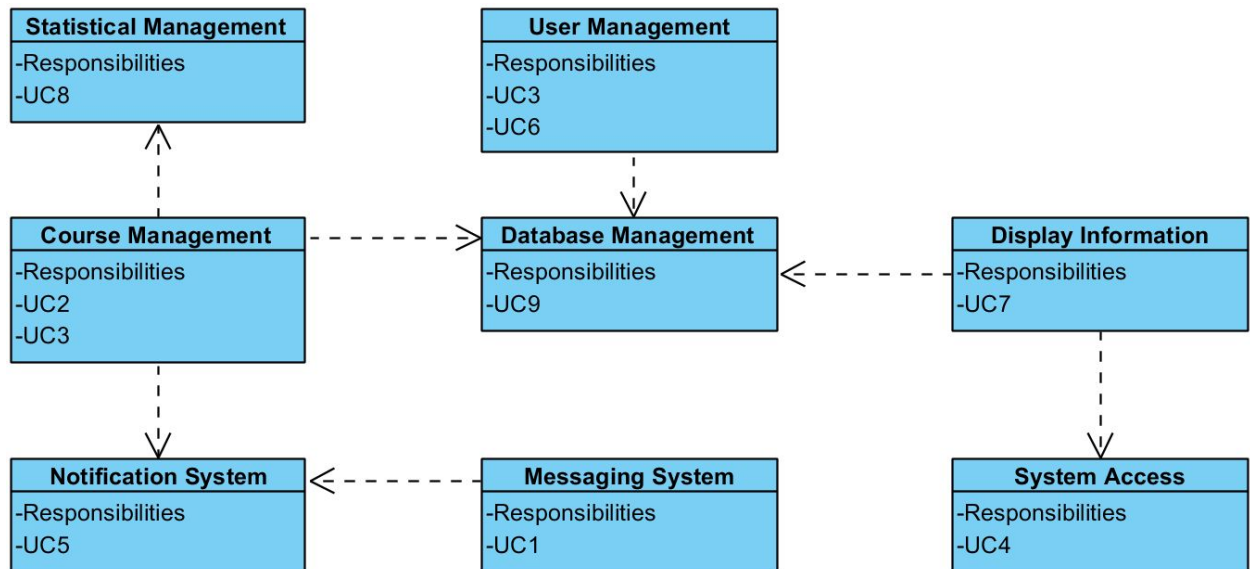 Statistical Management
-Responsibilities
-UC8
User Management
-Responsibilities
-UC3
-UC6
Course Management
-Responsibilities
-UC2
-UC3
Database Management
-Responsibilities
-UC9
Display Information
-Responsibilities
-UC7
Notification System
-Responsibilities
-UC5
Messaging System
-Responsibilities
-UC1
System Access
-Responsibilities
-UC4